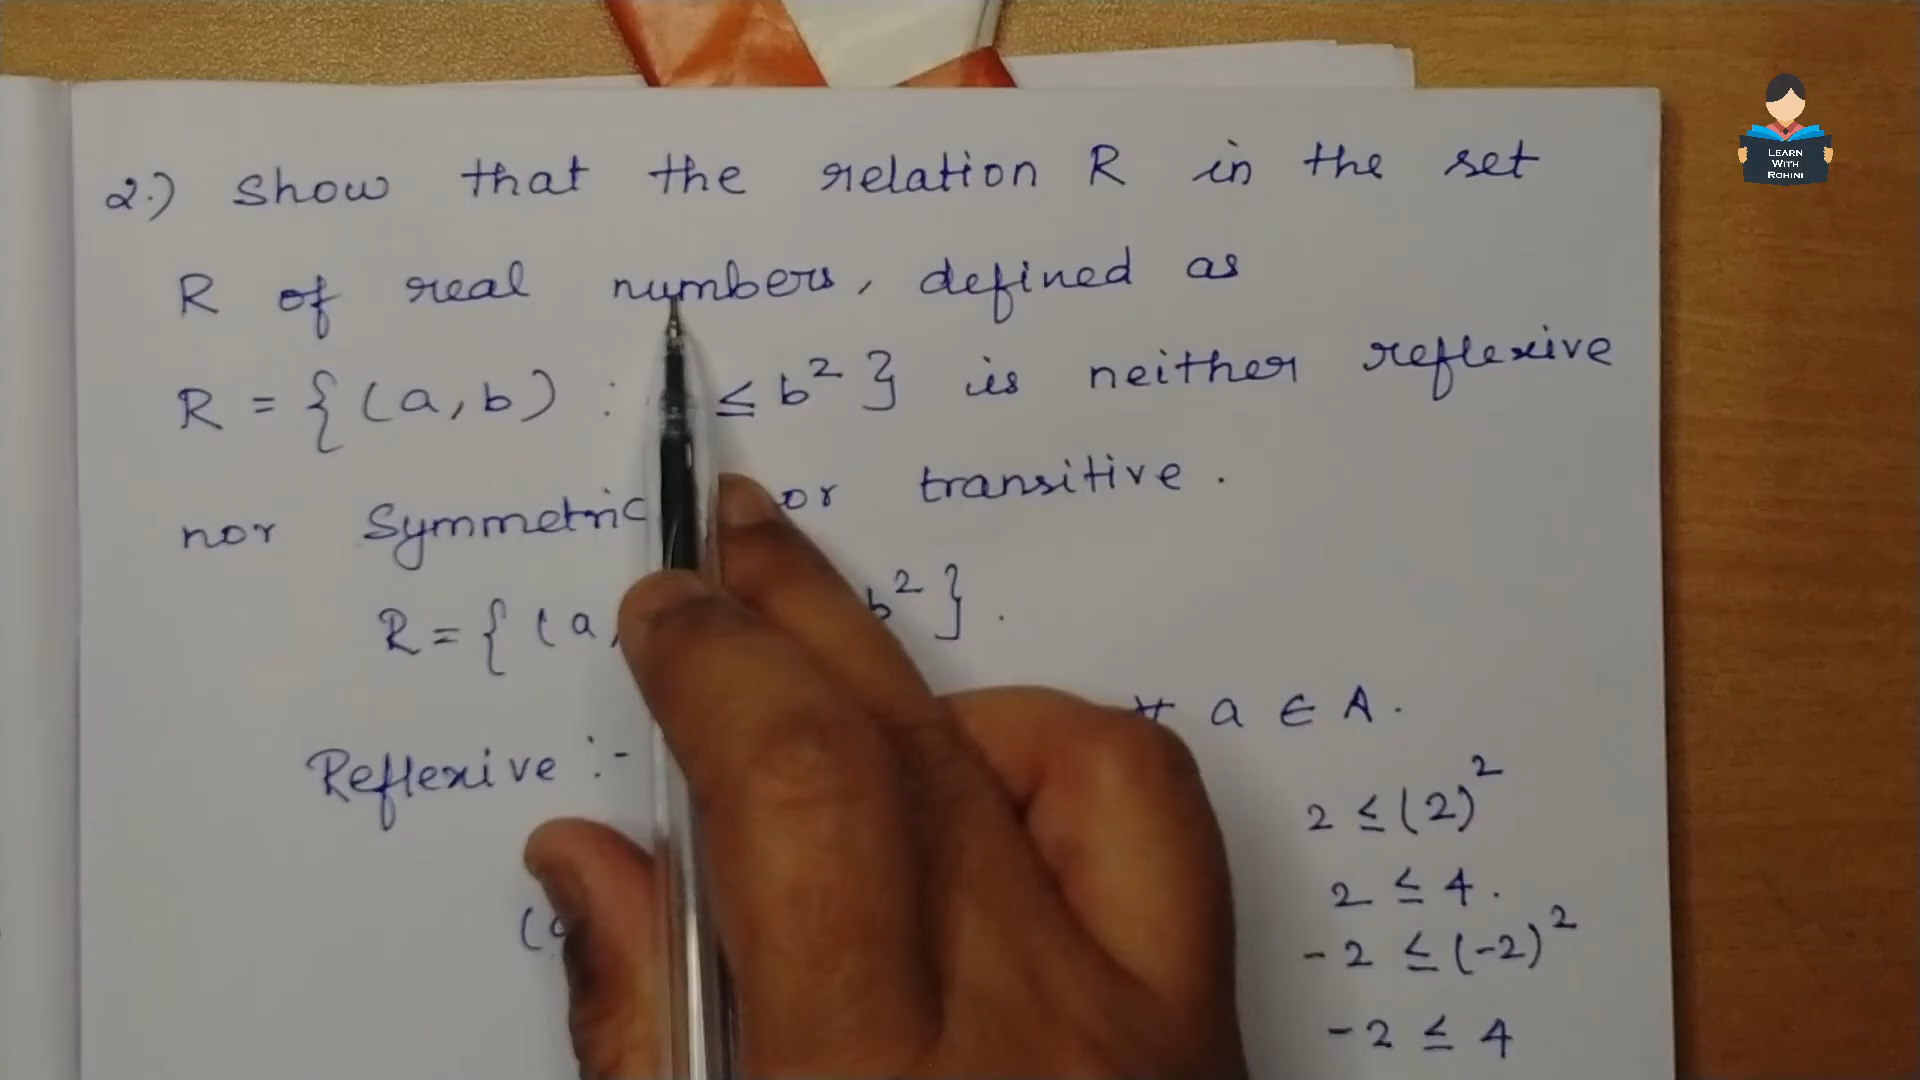 2.) Show that the relation R in the set
R of real numbers, defined as
R = { (a, b) : ≤ b² } is neither reflexive
nor Symmetric or transitive.
R = { (a, b² }.
∀ a ∈ A.
Reflexive :-
2 ≤ (2)²
2 ≤ 4.
(a
-2 ≤ (-2)²
-2 ≤ 4
LEARN
WITH
ROHINI